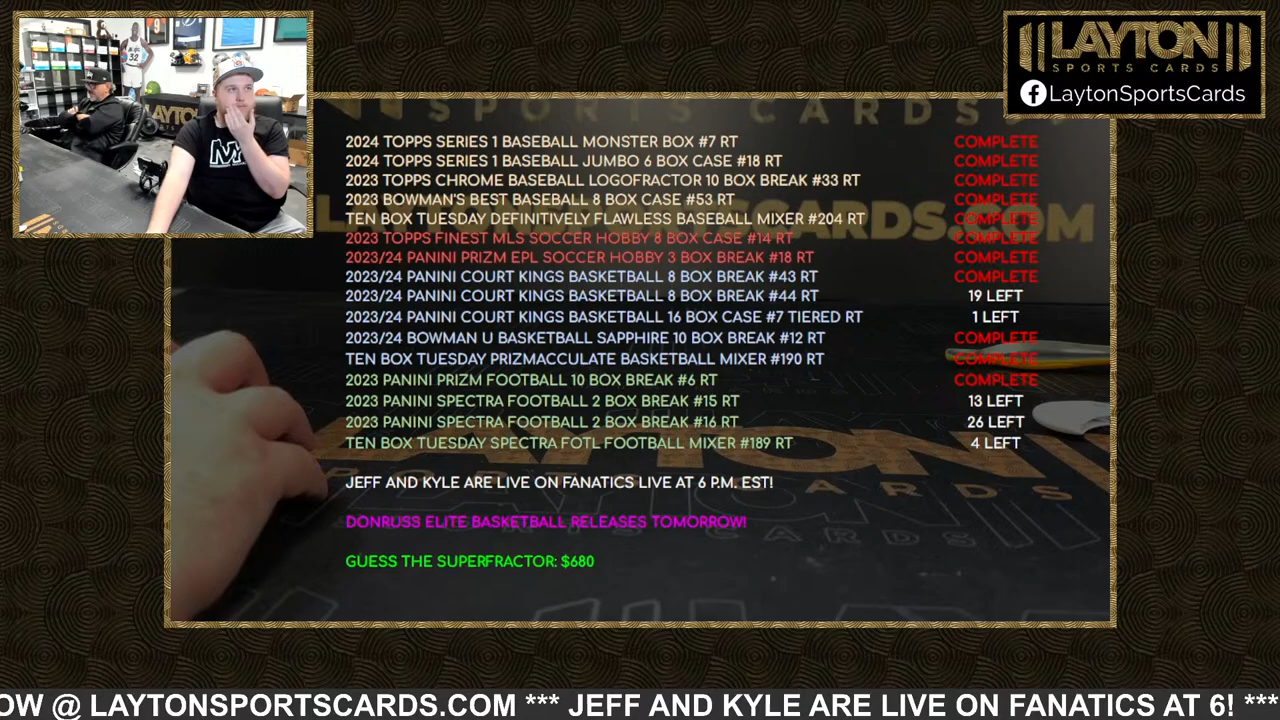 LAYTON
SPORTS CARDS
LaytonSportsCards
SPORTS CARDS
2024 TOPPS SERIES 1 BASEBALL MONSTER BOX #7 RT COMPLETE
2024 TOPPS SERIES 1 BASEBALL JUMBO 6 BOX CASE #18 RT COMPLETE
2023 TOPPS CHROME BASEBALL LOGOFRACTOR 10 BOX BREAK #33 RT COMPLETE
2023 BOWMAN'S BEST BASEBALL 8 BOX CASE #53 RT COMPLETE
TEN BOX TUESDAY DEFINITIVELY FLAWLESS BASEBALL MIXER #204 RT COMPLETE
2023 TOPPS FINEST MLS SOCCER HOBBY 8 BOX CASE #14 RT COMPLETE
2023/24 PANINI PRIZM EPL SOCCER HOBBY 3 BOX BREAK #18 RT COMPLETE
2023/24 PANINI COURT KINGS BASKETBALL 8 BOX BREAK #43 RT COMPLETE
2023/24 PANINI COURT KINGS BASKETBALL 8 BOX BREAK #44 RT 19 LEFT
2023/24 PANINI COURT KINGS BASKETBALL 16 BOX CASE #7 TIERED RT 1 LEFT
2023/24 BOWMAN U BASKETBALL SAPPHIRE 10 BOX BREAK #12 RT COMPLETE
TEN BOX TUESDAY PRIZMACCULATE BASKETBALL MIXER #190 RT COMPLETE
2023 PANINI PRIZM FOOTBALL 10 BOX BREAK #6 RT COMPLETE
2023 PANINI SPECTRA FOOTBALL 2 BOX BREAK #15 RT 13 LEFT
2023 PANINI SPECTRA FOOTBALL 2 BOX BREAK #16 RT 26 LEFT
TEN BOX TUESDAY SPECTRA FOTL FOOTBALL MIXER #189 RT 4 LEFT
JEFF AND KYLE ARE LIVE ON FANATICS LIVE AT 6 P.M. EST!
DONRUSS ELITE BASKETBALL RELEASES TOMORROW!
GUESS THE SUPERFRACTOR: $680
OW @ LAYTONSPORTSCARDS.COM *** JEFF AND KYLE ARE LIVE ON FANATICS AT 6! ***